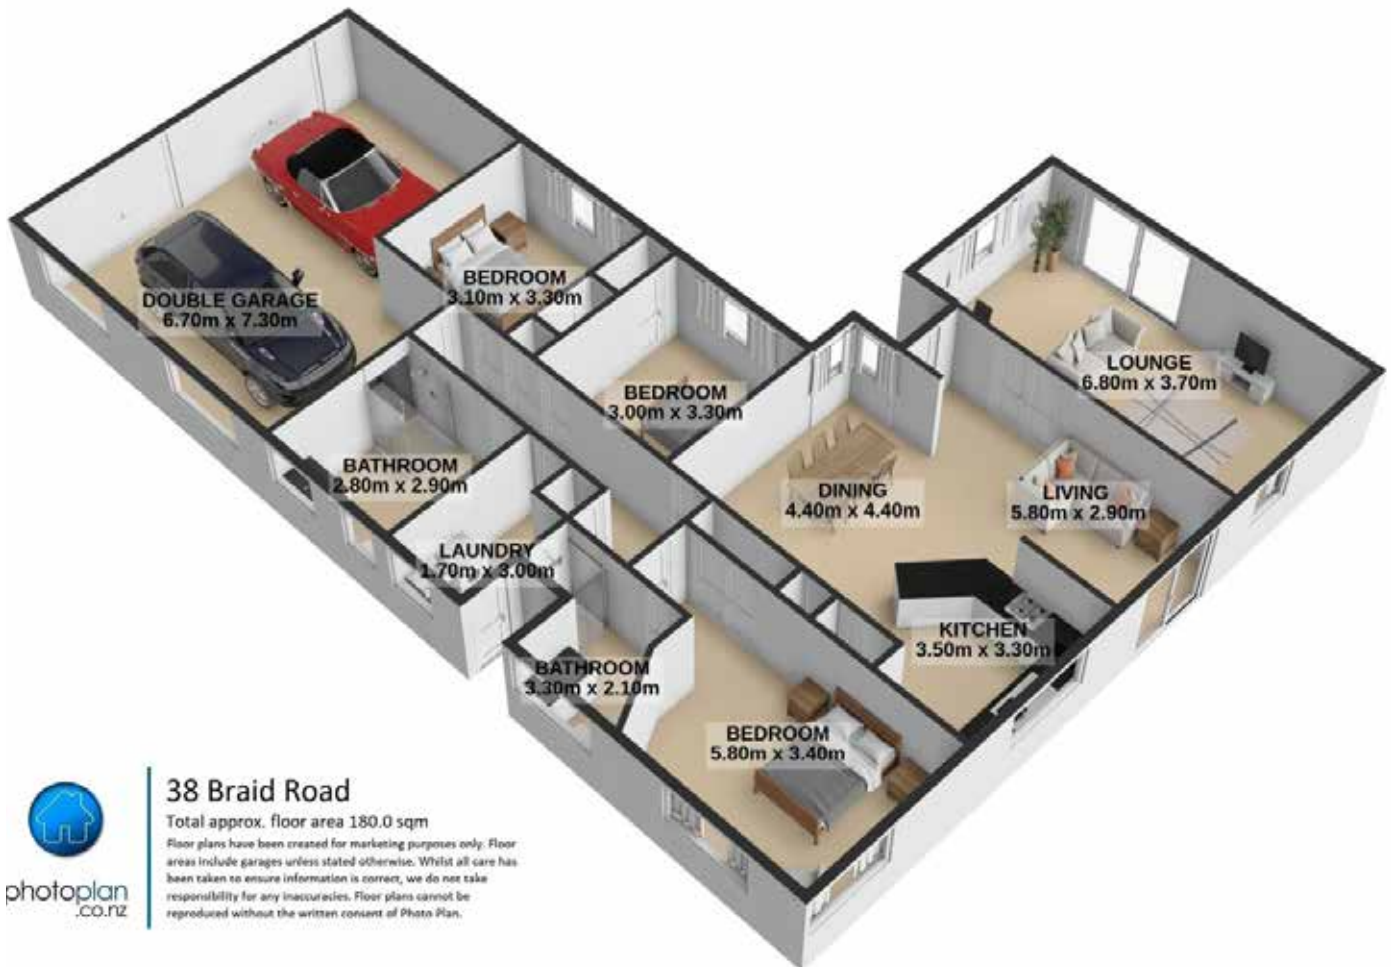 BEDROOM
3.10m x 3.30m
DOUBLE GARAGE
6.70m x 7.30m
LOUNGE
6.80m x 3.70m
BEDROOM
3.00m x 3.30m
BATHROOM
2.80m x 2.90m
DINING
4.40m x 4.40m
LIVING
5.80m x 2.90m
LAUNDRY
1.70m x 3.00m
KITCHEN
3.50m x 3.30m
BATHROOM
3.30m x 2.10m
BEDROOM
5.80m x 3.40m
38 Braid Road
Total approx. floor area 180.0 sqm
Floor plans have been created for marketing purposes only. Floor
areas include garages unless stated otherwise. Whilst all care has
been taken to ensure information is correct, we do not take
responsibility for any inaccuracies. Floor plans cannot be
reproduced without the written consent of Photo Plan.
photoplan
.co.nz